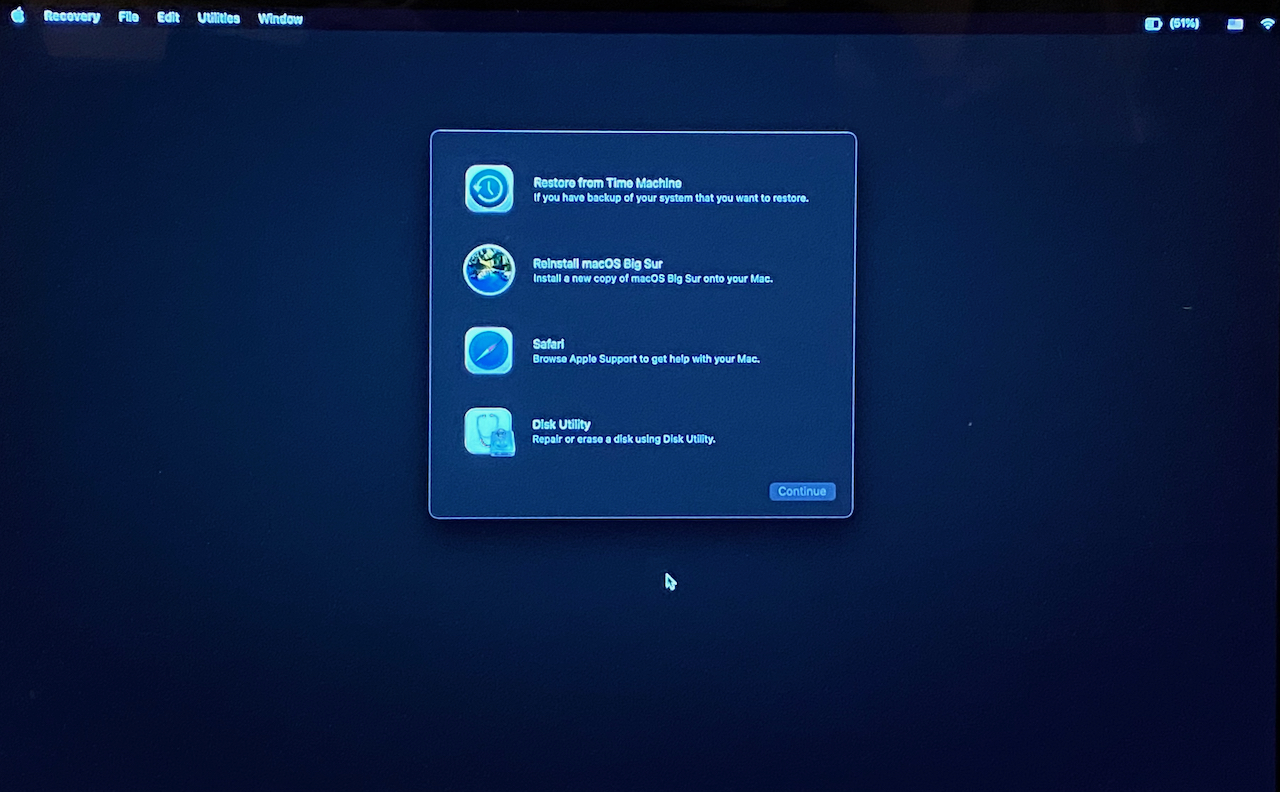 Recovery File Edit Utilities Window (51%)
Restore from Time Machine
If you have backup of your system that you want to restore.
Reinstall macOS Big Sur
Install a new copy of macOS Big Sur onto your Mac.
Safari
Browse Apple Support to get help with your Mac.
Disk Utility
Repair or erase a disk using Disk Utility.
Continue